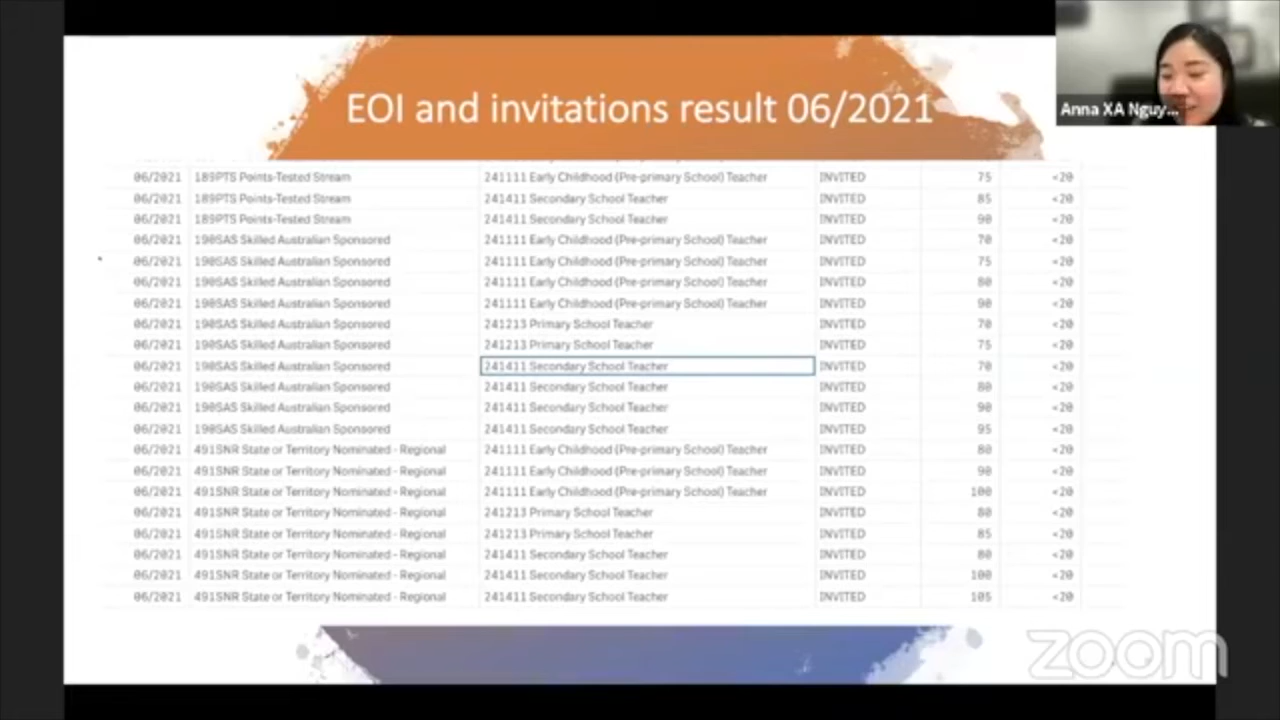 EOI and invitations result 06/2021
Anna XA Nguy...
06/2021 189PTS Points-Tested Stream 241111 Early Childhood (Pre-primary School) Teacher INVITED 75 <20
06/2021 189PTS Points-Tested Stream 241411 Secondary School Teacher INVITED 85 <20
06/2021 189PTS Points-Tested Stream 241411 Secondary School Teacher INVITED 90 <20
06/2021 190SAS Skilled Australian Sponsored 241111 Early Childhood (Pre-primary School) Teacher INVITED 70 <20
06/2021 190SAS Skilled Australian Sponsored 241111 Early Childhood (Pre-primary School) Teacher INVITED 75 <20
06/2021 190SAS Skilled Australian Sponsored 241111 Early Childhood (Pre-primary School) Teacher INVITED 80 <20
06/2021 190SAS Skilled Australian Sponsored 241111 Early Childhood (Pre-primary School) Teacher INVITED 90 <20
06/2021 190SAS Skilled Australian Sponsored 241213 Primary School Teacher INVITED 70 <20
06/2021 190SAS Skilled Australian Sponsored 241213 Primary School Teacher INVITED 75 <20
06/2021 190SAS Skilled Australian Sponsored 241411 Secondary School Teacher INVITED 70 <20
06/2021 190SAS Skilled Australian Sponsored 241411 Secondary School Teacher INVITED 80 <20
06/2021 190SAS Skilled Australian Sponsored 241411 Secondary School Teacher INVITED 90 <20
06/2021 190SAS Skilled Australian Sponsored 241411 Secondary School Teacher INVITED 95 <20
06/2021 491SNR State or Territory Nominated - Regional 241111 Early Childhood (Pre-primary School) Teacher INVITED 80 <20
06/2021 491SNR State or Territory Nominated - Regional 241111 Early Childhood (Pre-primary School) Teacher INVITED 90 <20
06/2021 491SNR State or Territory Nominated - Regional 241111 Early Childhood (Pre-primary School) Teacher INVITED 100 <20
06/2021 491SNR State or Territory Nominated - Regional 241213 Primary School Teacher INVITED 80 <20
06/2021 491SNR State or Territory Nominated - Regional 241213 Primary School Teacher INVITED 85 <20
06/2021 491SNR State or Territory Nominated - Regional 241411 Secondary School Teacher INVITED 80 <20
06/2021 491SNR State or Territory Nominated - Regional 241411 Secondary School Teacher INVITED 100 <20
06/2021 491SNR State or Territory Nominated - Regional 241411 Secondary School Teacher INVITED 105 <20
zoom